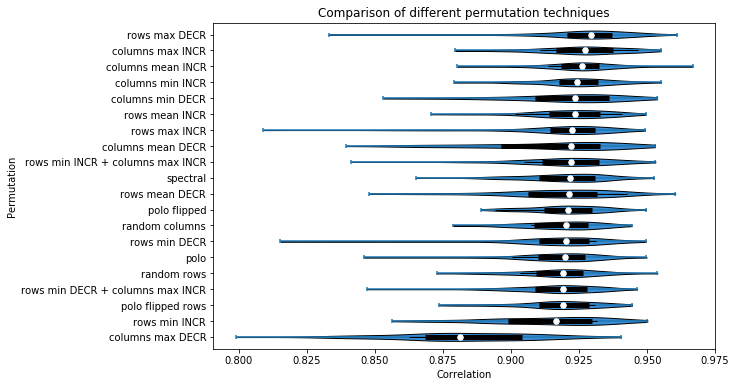 Comparison of different permutation techniques
Permutation
rows max DECR
columns max INCR
columns mean INCR
columns min INCR
columns min DECR
rows mean INCR
rows max INCR
columns mean DECR
rows min INCR + columns max INCR
spectral
rows mean DECR
polo flipped
random columns
rows min DECR
polo
random rows
rows min DECR + columns max INCR
polo flipped rows
rows min INCR
columns max DECR
0.800 0.825 0.850 0.875 0.900 0.925 0.950 0.975
Correlation